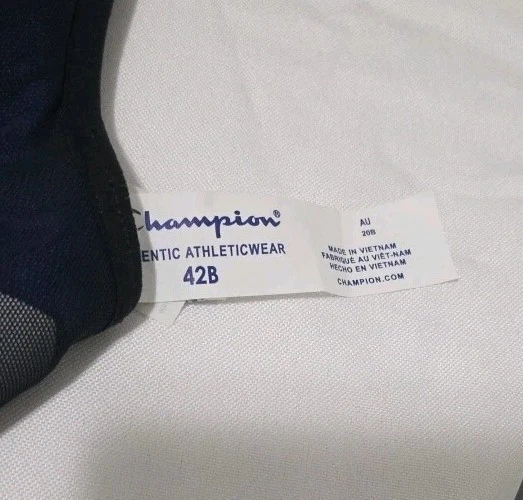 Champion®
ENTIC ATHLETICWEAR
42B
AU
20B
MADE IN VIETNAM
FABRIQUÉ AU VIÊT-NAM
HECHO EN VIETNAM
CHAMPION.COM